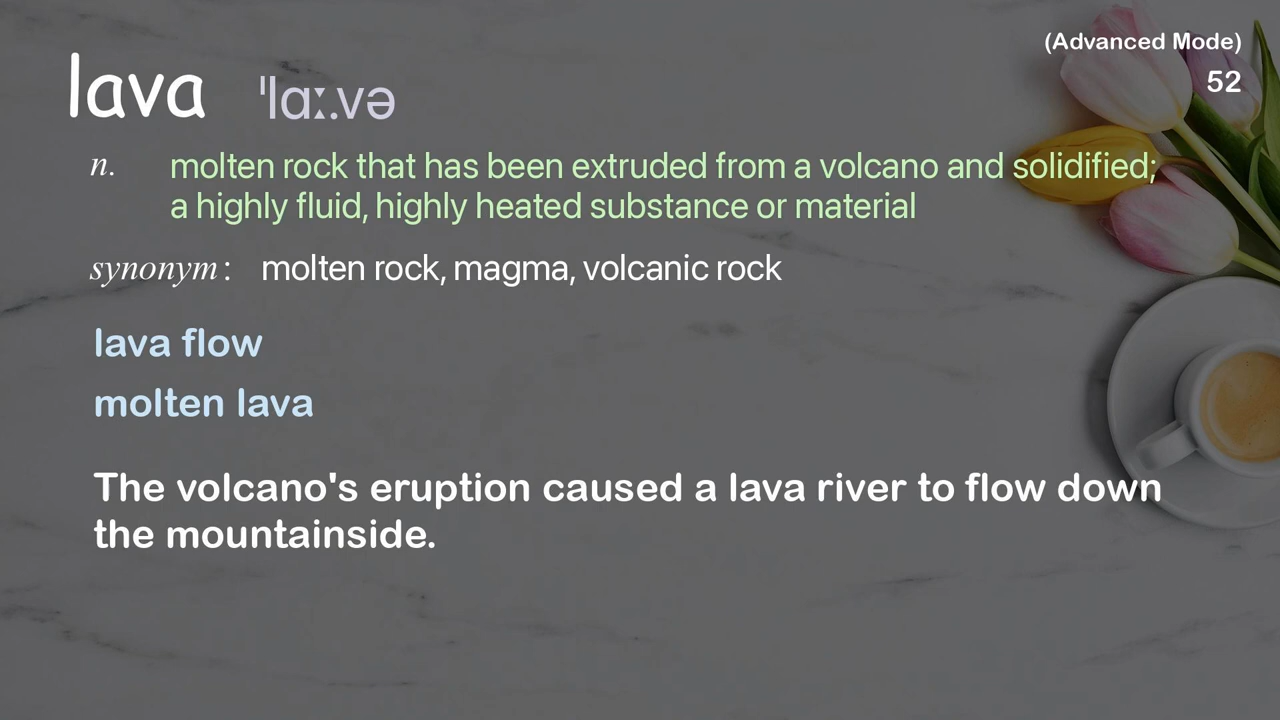 (Advanced Mode)
52
lava ˈlɑː.və
n. molten rock that has been extruded from a volcano and solidified;
a highly fluid, highly heated substance or material
synonym: molten rock, magma, volcanic rock
lava flow
molten lava
The volcano's eruption caused a lava river to flow down
the mountainside.